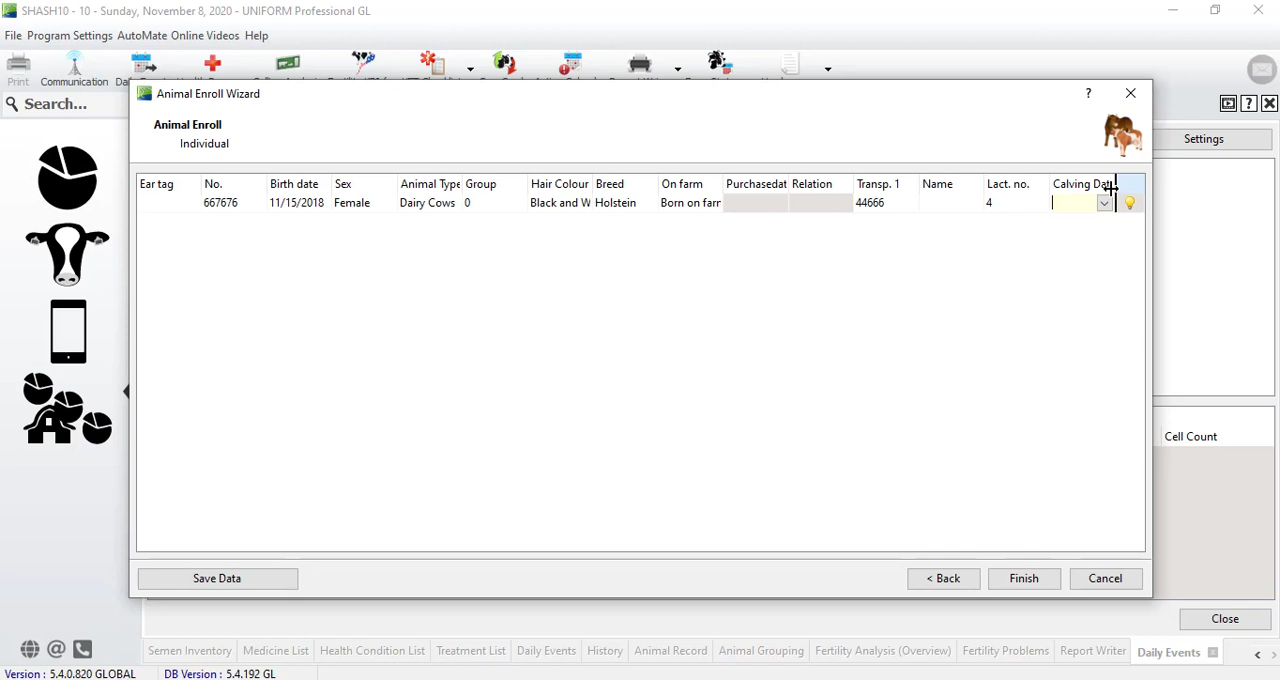 SHASH10 - 10 - Sunday, November 8, 2020 - UNIFORM Professional GL
File Program Settings AutoMate Online Videos Help
Print Communication
Search...
Animal Enroll Wizard ?
Animal Enroll
Individual
Settings
Ear tag No. Birth date Sex Animal Type Group Hair Colour Breed On farm Purchasedat Relation Transp. 1 Name Lact. no. Calving Dat
667676 11/15/2018 Female Dairy Cows 0 Black and W Holstein Born on farr 44666 4
Cell Count
Save Data < Back Finish Cancel
Close
Semen Inventory Medicine List Health Condition List Treatment List Daily Events History Animal Record Animal Grouping Fertility Analysis (Overview) Fertility Problems Report Writer Daily Events
Version : 5.4.0.820 GLOBAL DB Version : 5.4.192 GL